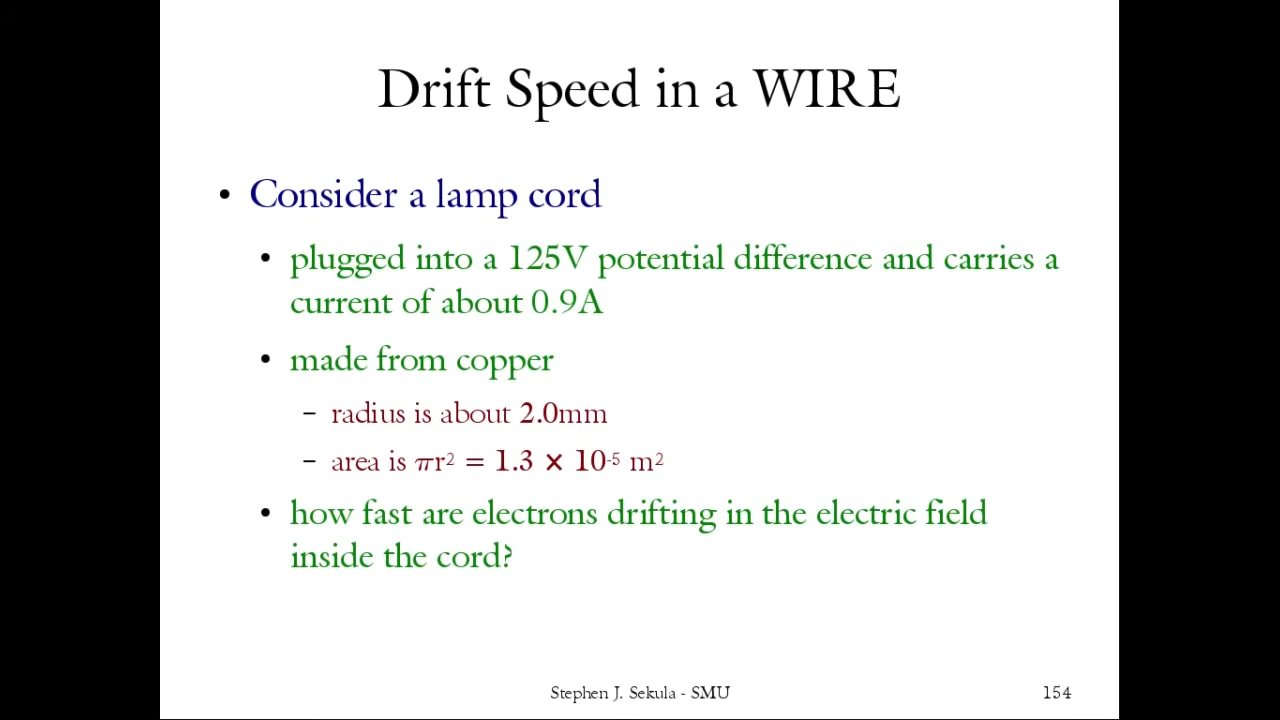 Drift Speed in a WIRE
• Consider a lamp cord
• plugged into a 125V potential difference and carries a
current of about 0.9A
• made from copper
– radius is about 2.0mm
– area is πr² = 1.3 × 10⁻⁵ m²
• how fast are electrons drifting in the electric field
inside the cord?
Stephen J. Sekula - SMU
154